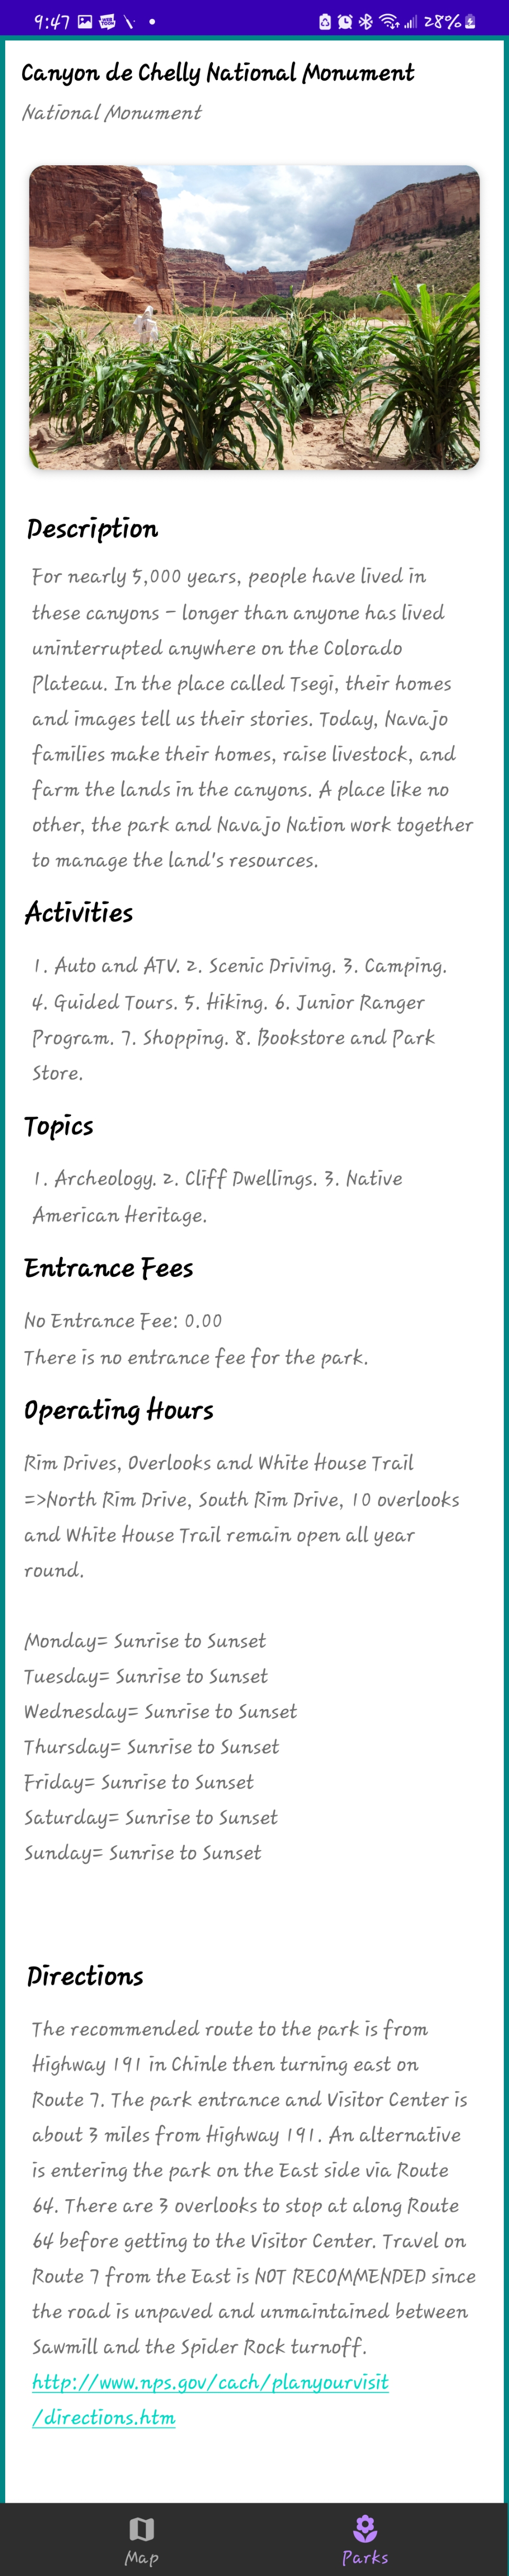 9:47
28%
Canyon de Chelly National Monument
National Monument
Description
For nearly 5,000 years, people have lived in
these canyons - longer than anyone has lived
uninterrupted anywhere on the Colorado
Plateau. In the place called Tsegi, their homes
and images tell us their stories. Today, Navajo
families make their homes, raise livestock, and
farm the lands in the canyons. A place like no
other, the park and Navajo Nation work together
to manage the land's resources.
Activities
1. Auto and ATV. 2. Scenic Driving. 3. Camping.
4. Guided Tours. 5. Hiking. 6. Junior Ranger
Program. 7. Shopping. 8. Bookstore and Park
Store.
Topics
1. Archeology. 2. Cliff Dwellings. 3. Native
American Heritage.
Entrance Fees
No Entrance Fee: 0.00
There is no entrance fee for the park.
Operating Hours
Rim Drives, Overlooks and White House Trail
=>North Rim Drive, South Rim Drive, 10 overlooks
and White House Trail remain open all year
round.
Monday= Sunrise to Sunset
Tuesday= Sunrise to Sunset
Wednesday= Sunrise to Sunset
Thursday= Sunrise to Sunset
Friday= Sunrise to Sunset
Saturday= Sunrise to Sunset
Sunday= Sunrise to Sunset
Directions
The recommended route to the park is from
Highway 191 in Chinle then turning east on
Route 7. The park entrance and Visitor Center is
about 3 miles from Highway 191. An alternative
is entering the park on the East side via Route
64. There are 3 overlooks to stop at along Route
64 before getting to the Visitor Center. Travel on
Route 7 from the East is NOT RECOMMENDED since
the road is unpaved and unmaintained between
Sawmill and the Spider Rock turnoff.
http://www.nps.gov/cach/planyourvisit
/directions.htm
Map
Parks